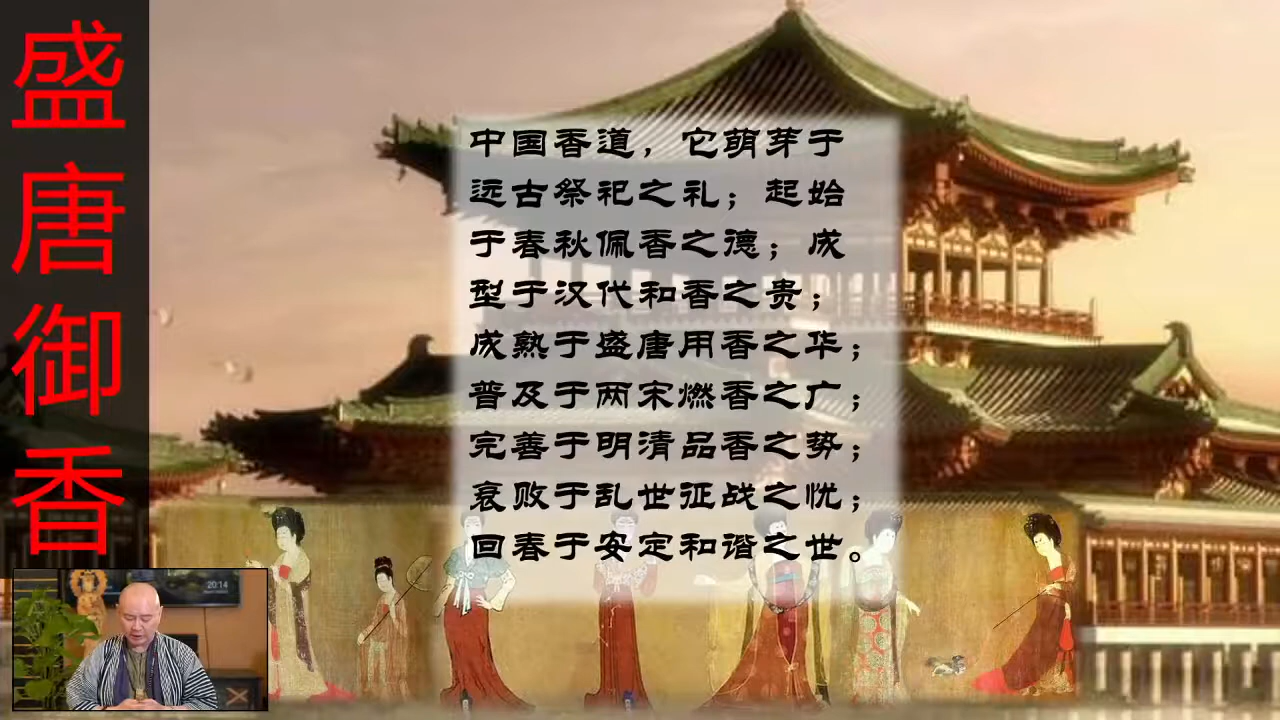 盛唐御香
中国香道，它萌芽于
远古祭祀之礼；起始
于春秋佩香之德；成
型于汉代和香之贵；
成熟于盛唐用香之华；
普及于两宋燃香之广；
完善于明清品香之势；
衰败于乱世征战之忧；
回春于安定和谐之世。
20:14